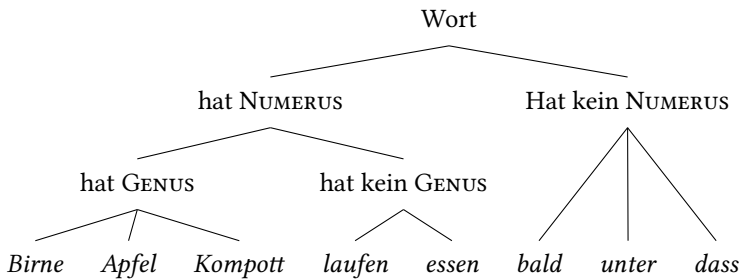 Wort
hat NUMERUS Hat kein NUMERUS
hat GENUS hat kein GENUS
Birne Apfel Kompott laufen essen bald unter dass